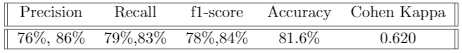 Precision Recall f1-score Accuracy Cohen Kappa
76%, 86% 79%,83% 78%,84% 81.6% 0.620